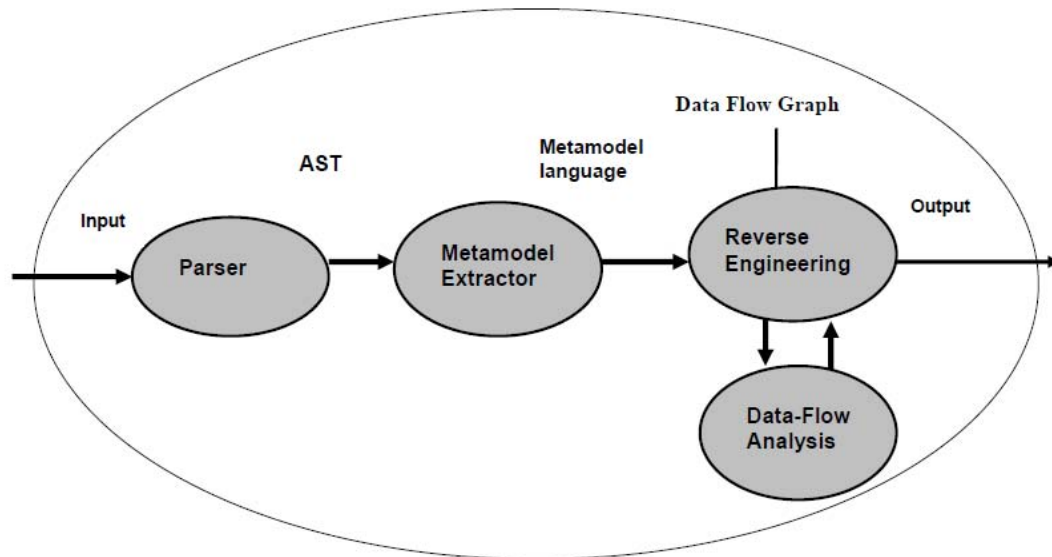 Data Flow Graph
AST
Metamodel
language
Input
Output
Parser
Metamodel
Extractor
Reverse
Engineering
Data-Flow
Analysis